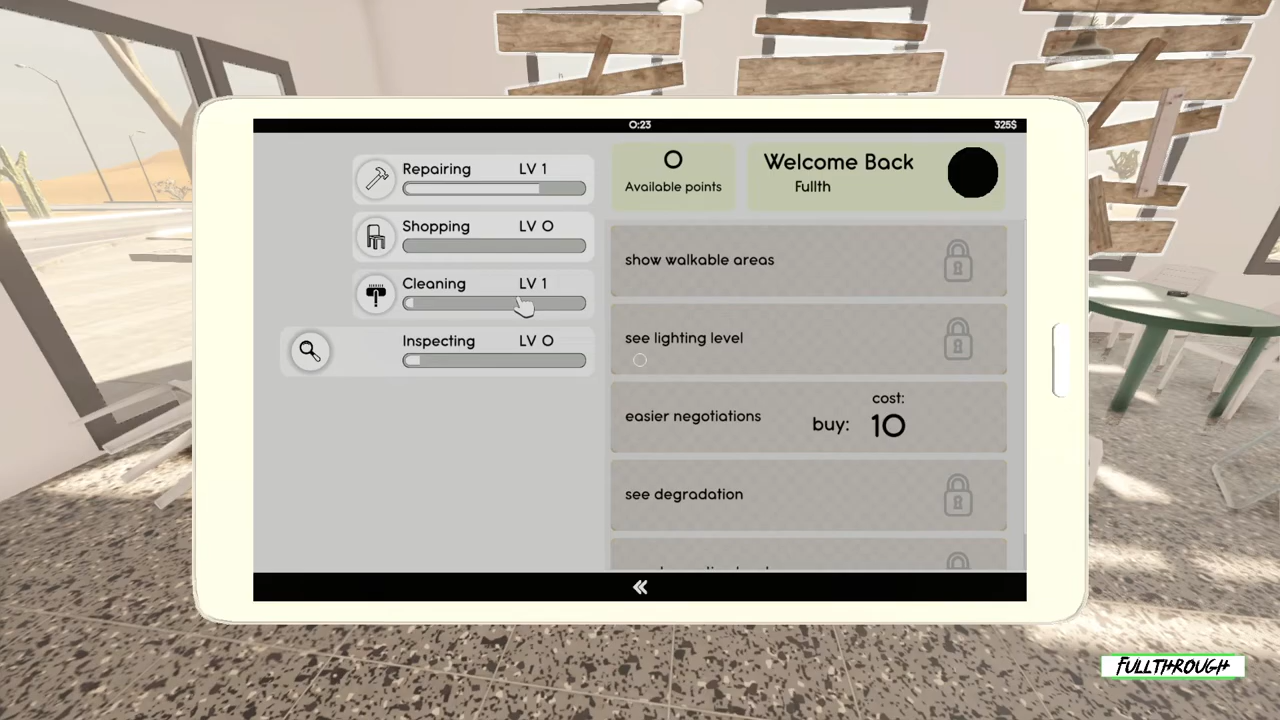 0:23
325$
Repairing LV 1
Shopping LV 0
Cleaning LV 1
Inspecting LV 0
0
Available points
Welcome Back
Fullth
show walkable areas
see lighting level
easier negotiations
buy:
cost:
10
see degradation
FULLTHROUGH